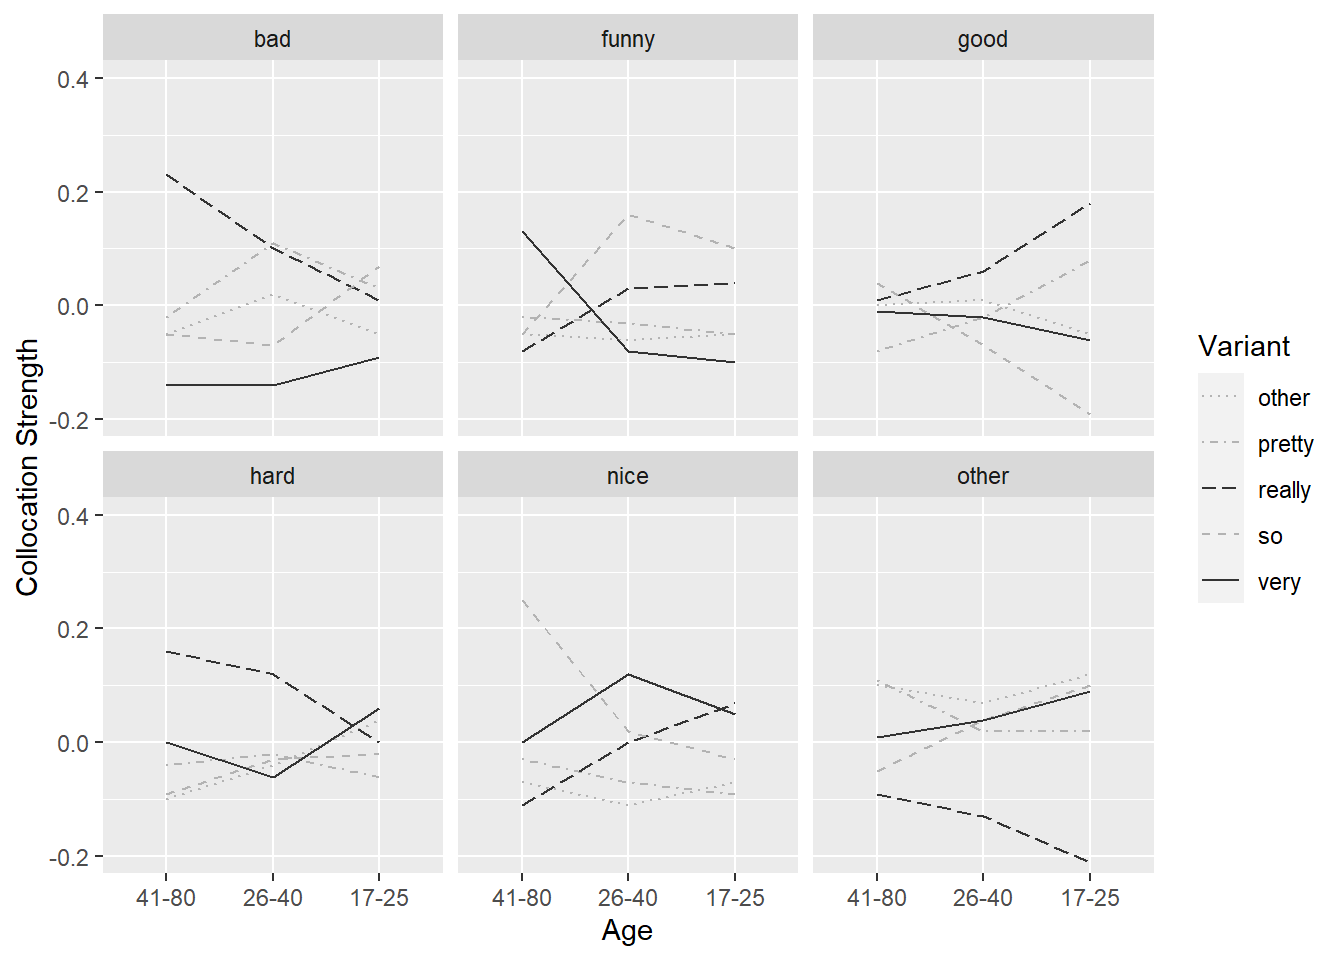 bad
funny
good
0.4
0.2
0.0
-0.2
hard
nice
other
0.4
0.2
0.0
-0.2
41-80 26-40 17-25
41-80 26-40 17-25
41-80 26-40 17-25
Age
Collocation Strength
Variant
other
pretty
really
so
very